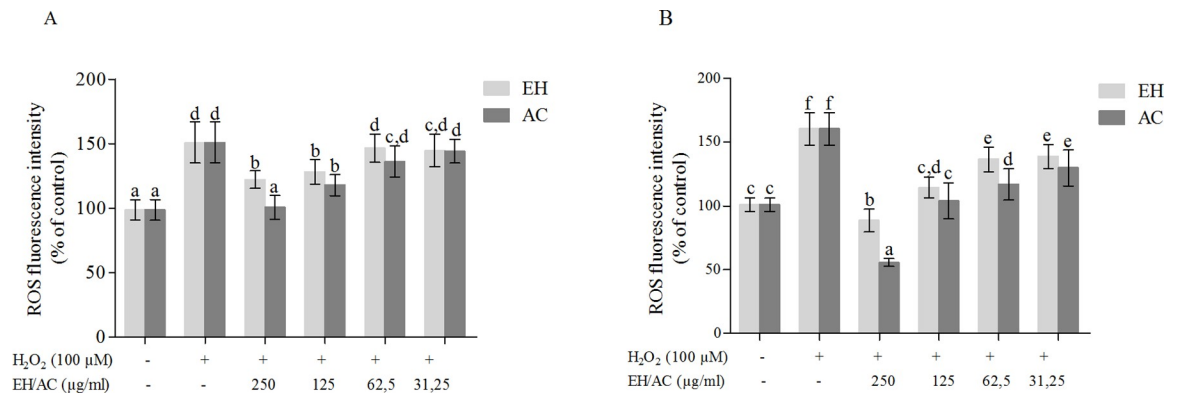 A
ROS fluorescence intensity
(% of control)
200
150
100
50
0
a a d d b a b b d c,d c,d d
EH
AC
H₂O₂ (100 µM) - + + + + +
EH/AC (µg/ml) - - 250 125 62,5 31,25
B
ROS fluorescence intensity
(% of control)
200
150
100
50
0
c c f f b a c,d c e d e e
EH
AC
H₂O₂ (100 µM) - + + + + +
EH/AC (µg/ml) - - 250 125 62,5 31,25